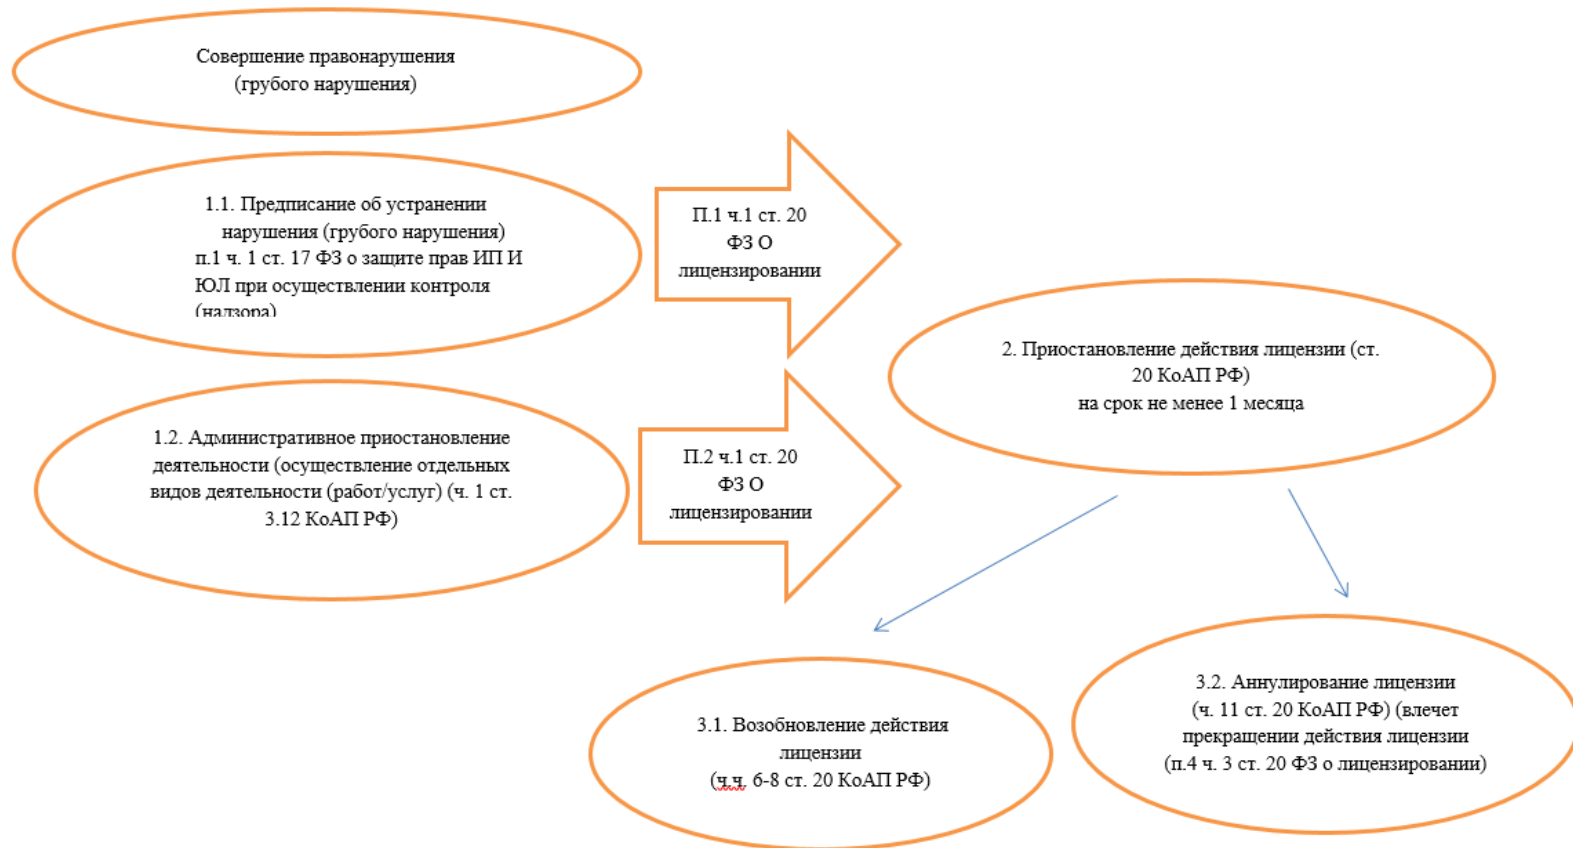 Совершение правонарушения
(грубого нарушения)
1.1. Предписание об устранении
нарушения (грубого нарушения)
п.1 ч. 1 ст. 17 ФЗ о защите прав ИП И
ЮЛ при осуществлении контроля
(надзора)
П.1 ч.1 ст. 20
ФЗ О
лицензировании
1.2. Административное приостановление
деятельности (осуществление отдельных
видов деятельности (работ/услуг) (ч. 1 ст.
3.12 КоАП РФ)
П.2 ч.1 ст. 20
ФЗ О
лицензировании
2. Приостановление действия лицензии (ст.
20 КоАП РФ)
на срок не менее 1 месяца
3.1. Возобновление действия
лицензии
(ч.ч. 6-8 ст. 20 КоАП РФ)
3.2. Аннулирование лицензии
(ч. 11 ст. 20 КоАП РФ) (влечет
прекращении действия лицензии
(п.4 ч. 3 ст. 20 ФЗ о лицензировании)